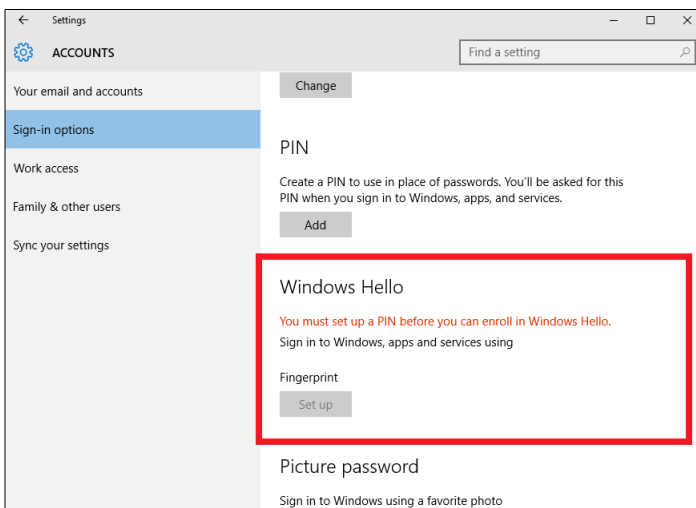 Settings
ACCOUNTS
Find a setting
Your email and accounts
Sign-in options
Work access
Family & other users
Sync your settings
Change
PIN
Create a PIN to use in place of passwords. You'll be asked for this
PIN when you sign in to Windows, apps, and services.
Add
Windows Hello
You must set up a PIN before you can enroll in Windows Hello.
Sign in to Windows, apps and services using
Fingerprint
Set up
Picture password
Sign in to Windows using a favorite photo